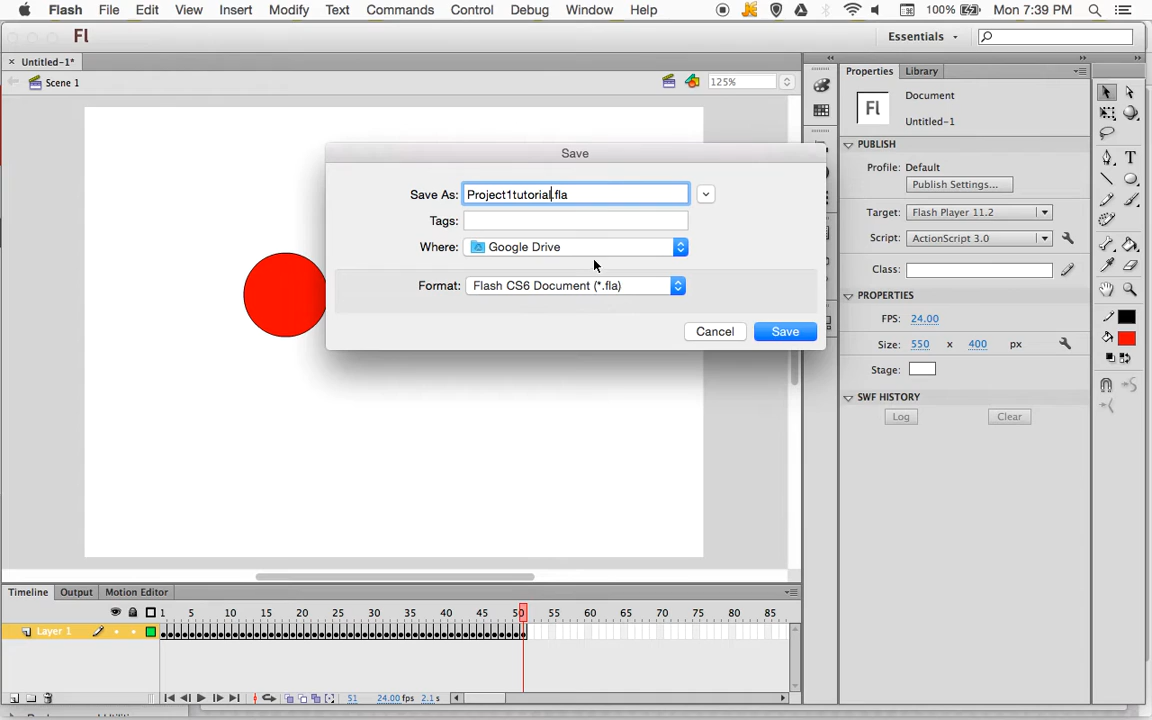 Flash File Edit View Insert Modify Text Commands Control Debug Window Help 100% Mon 7:39 PM
Fl Essentials
× Untitled-1*
Scene 1 125%
Properties Library
Fl Document
Untitled-1
PUBLISH
Profile: Default
Publish Settings...
Target: Flash Player 11.2
Script: ActionScript 3.0
Class:
PROPERTIES
FPS: 24.00
Size: 550 x 400 px
Stage:
SWF HISTORY
Log Clear
Save
Save As: Project1tutorial.fla
Tags:
Where: Google Drive
Format: Flash CS6 Document (*.fla)
Cancel Save
Timeline Output Motion Editor
1 5 10 15 20 25 30 35 40 45 50 55 60 65 70 75 80 85
Layer 1
51 24.00 fps 2.1 s